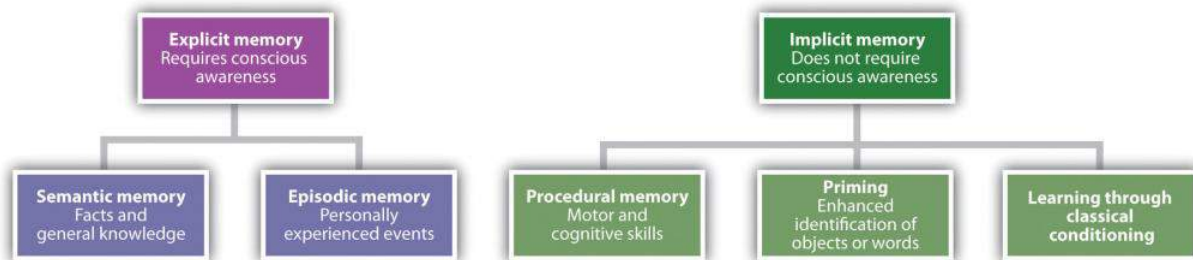 Explicit memory
Requires conscious
awareness
Implicit memory
Does not require
conscious awareness
Semantic memory
Facts and
general knowledge
Episodic memory
Personally
experienced events
Procedural memory
Motor and
cognitive skills
Priming
Enhanced
identification of
objects or words
Learning through
classical
conditioning